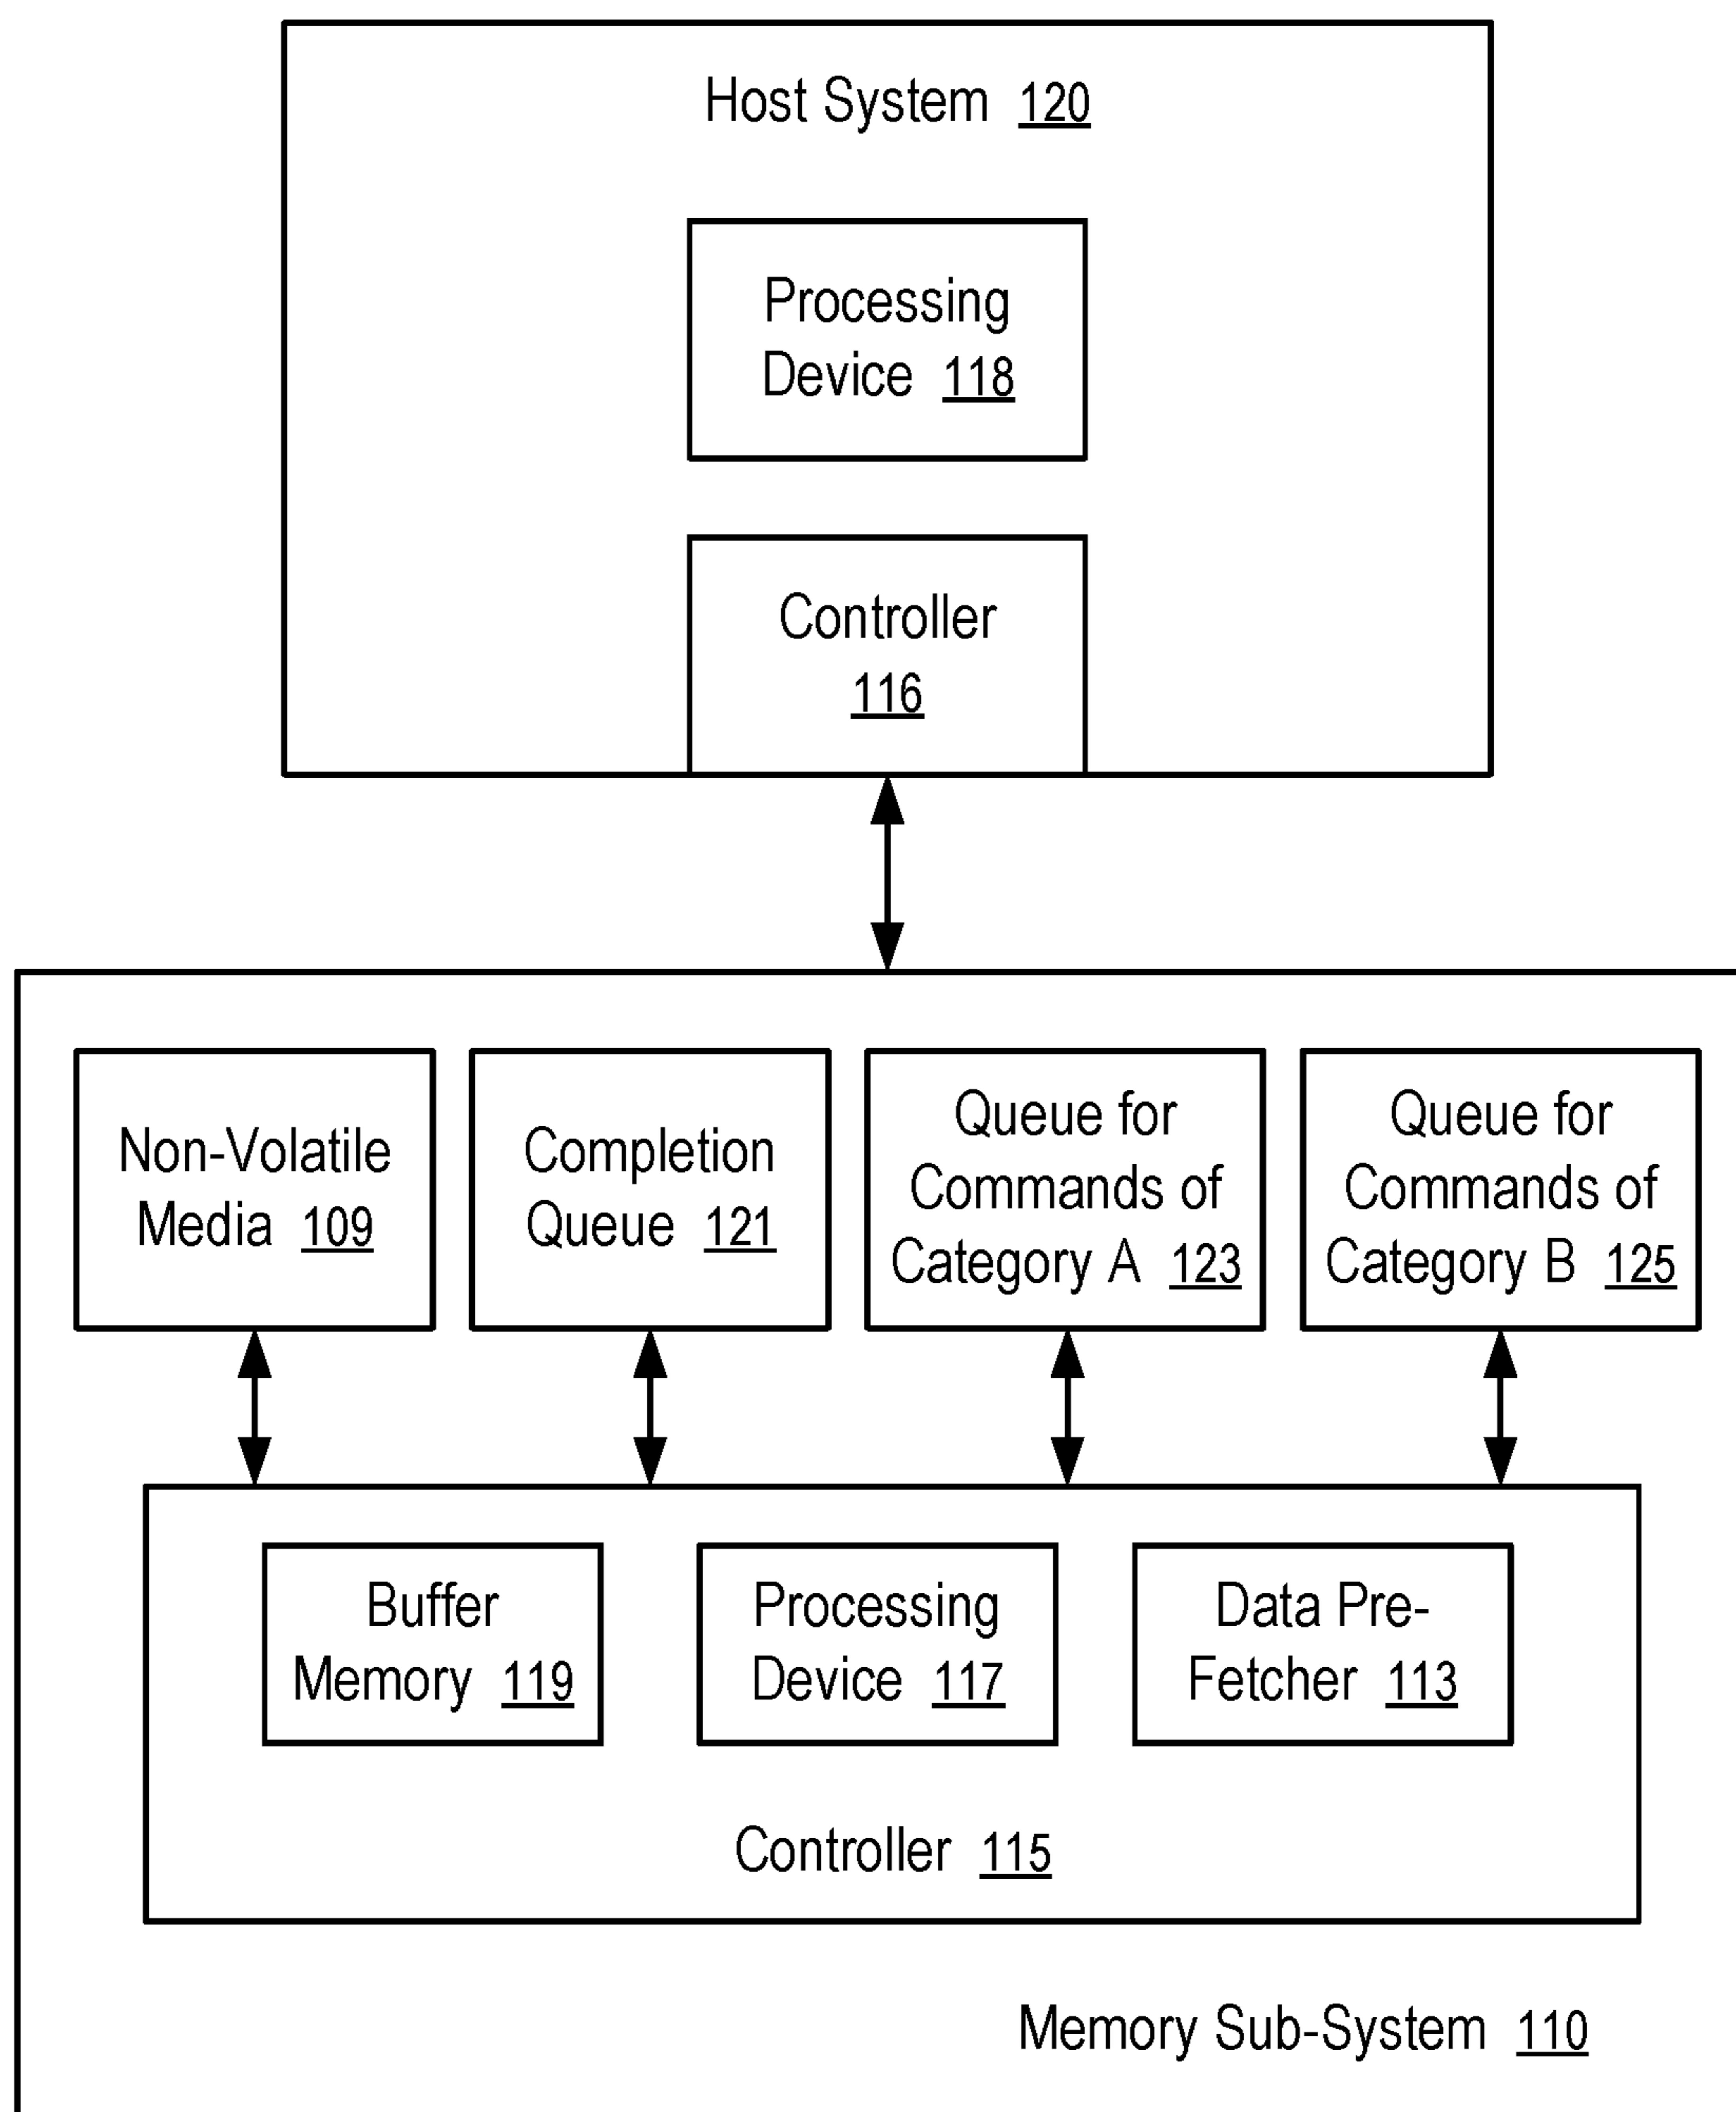 Host System 120
Processing
Device 118
Controller
116
Non-Volatile
Media 109
Completion
Queue 121
Queue for
Commands of
Category A 123
Queue for
Commands of
Category B 125
Buffer
Memory 119
Processing
Device 117
Data Pre-
Fetcher 113
Controller 115
Memory Sub-System 110